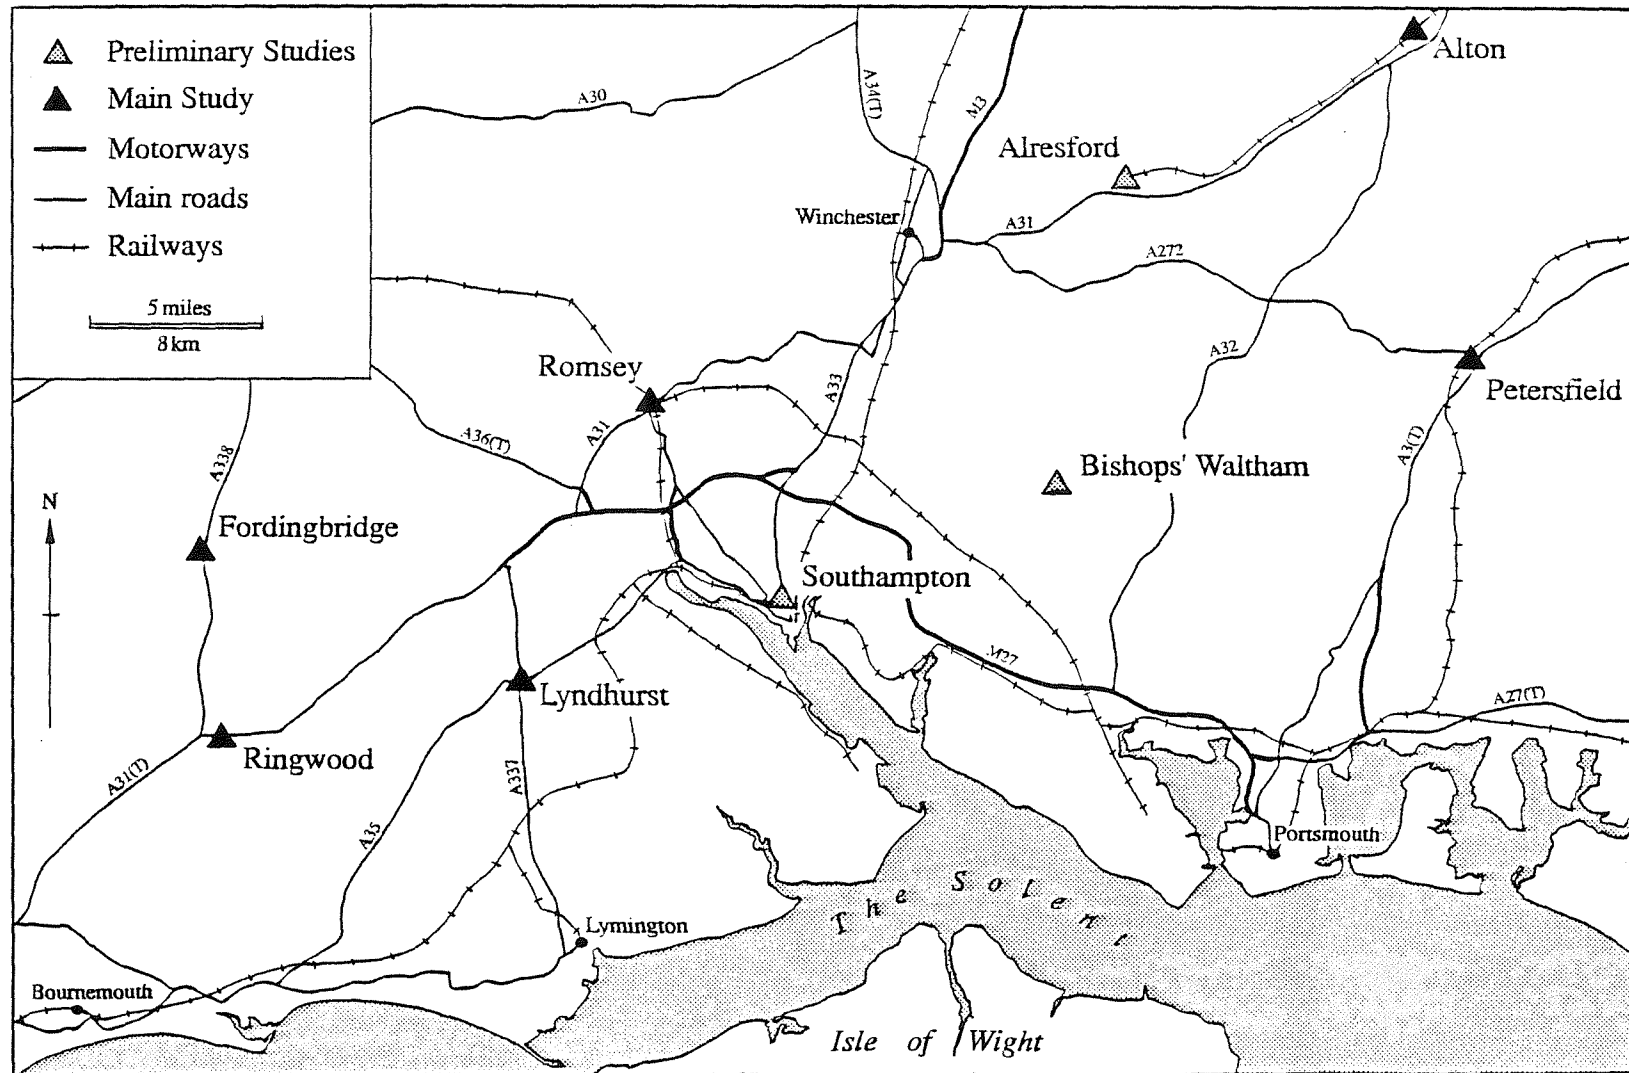 Preliminary Studies
Main Study
Motorways
Main roads
Railways
5 miles
8 km
N
A30
A34(T)
M3
Alton
Alresford
Winchester
A31
A272
Romsey
A33
A32
Petersfield
A31
A36(T)
A338
A3(T)
Bishops' Waltham
Fordingbridge
Southampton
M27
Lyndhurst
A27(T)
Ringwood
A31(T)
A337
A35
Portsmouth
The Solent
Lymington
Bournemouth
Isle of Wight